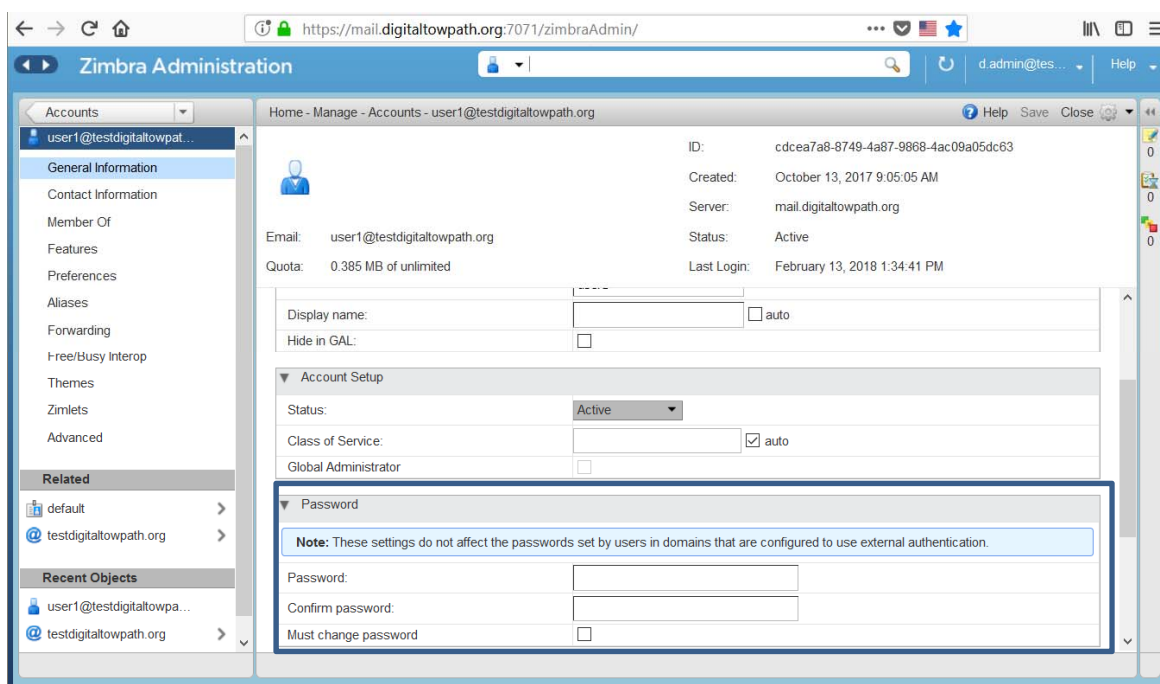 https://mail.digitaltowpath.org:7071/zimbraAdmin/
Zimbra Administration
d.admin@tes...
Help
Accounts
Home - Manage - Accounts - user1@testdigitaltowpath.org
Help Save Close
user1@testdigitaltowpat...
General Information
Contact Information
Member Of
Features
Preferences
Aliases
Forwarding
Free/Busy Interop
Themes
Zimlets
Advanced
Related
default
testdigitaltowpath.org
Recent Objects
user1@testdigitaltowpa...
testdigitaltowpath.org
ID: cdcea7a8-8749-4a87-9868-4ac09a05dc63
Created: October 13, 2017 9:05:05 AM
Server: mail.digitaltowpath.org
Email: user1@testdigitaltowpath.org
Status: Active
Quota: 0.385 MB of unlimited
Last Login: February 13, 2018 1:34:41 PM
Display name: auto
Hide in GAL:
Account Setup
Status: Active
Class of Service: auto
Global Administrator
Password
Note: These settings do not affect the passwords set by users in domains that are configured to use external authentication.
Password:
Confirm password:
Must change password
0
0
0